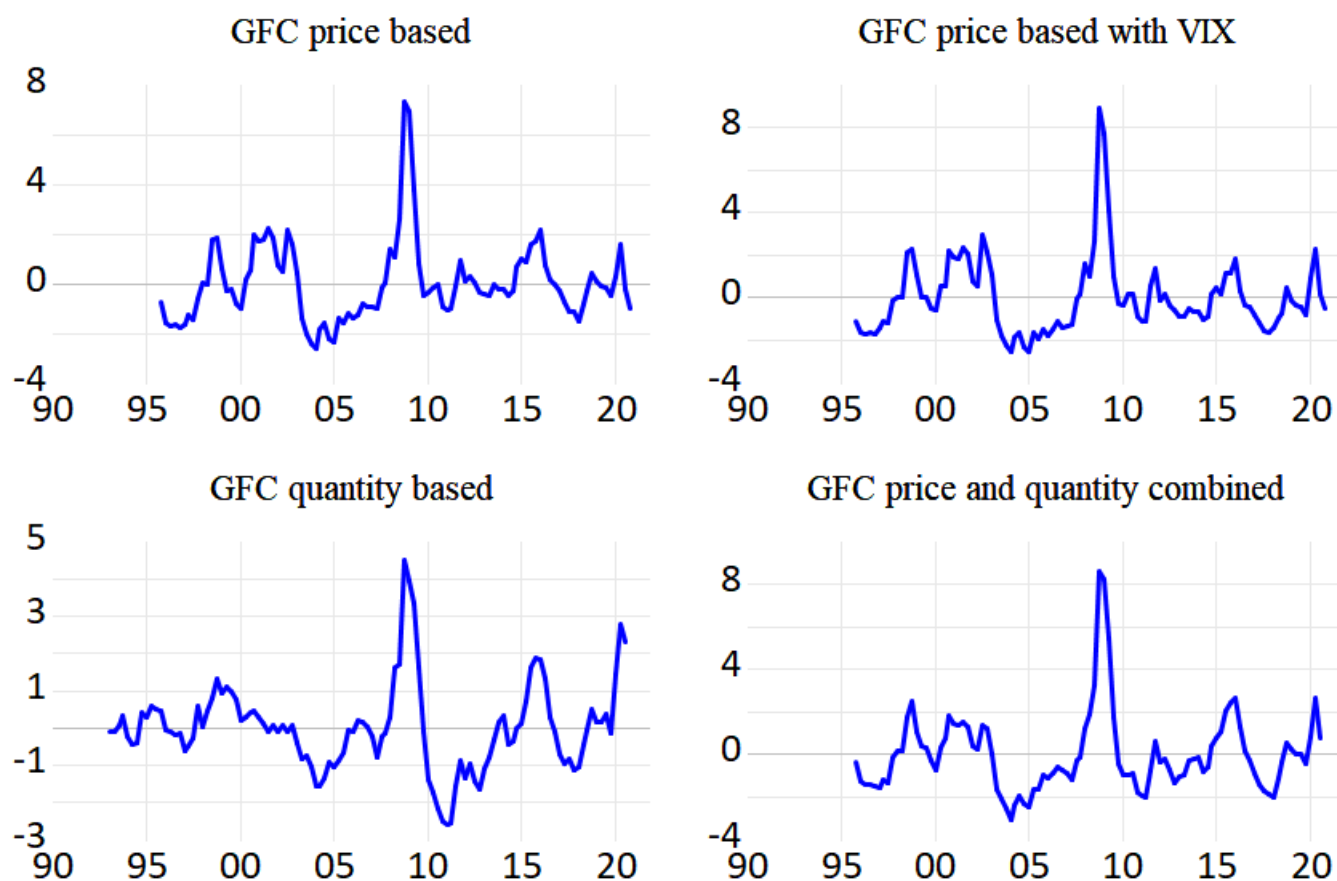 GFC price based
8
4
0
-4
90 95 00 05 10 15 20
GFC price based with VIX
8
4
0
-4
90 95 00 05 10 15 20
GFC quantity based
5
3
1
-1
-3
90 95 00 05 10 15 20
GFC price and quantity combined
8
4
0
-4
90 95 00 05 10 15 20